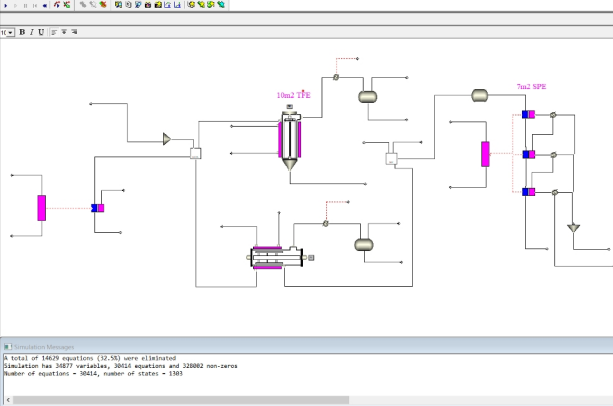 B I U
10m2 TFE
7m2 SPE
Simulation Messages
A total of 14629 equations (32.5%) were eliminated
Simulation has 34877 variables, 30414 equations and 328002 non-zeros
Number of equations = 30414, number of states = 1303